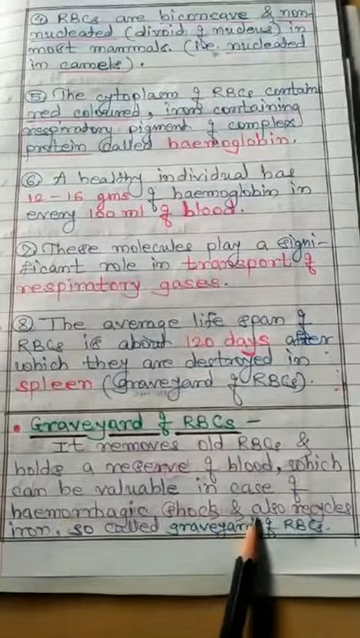 ④ RBCs are biconcave & non-
nucleated (divoid of nucleus) in
most mammals. (i.e. nucleated
in camels).
⑤ The cytoplasm of RBCs contain
red coloured, iron containing
respiratory pigment of complex
protein called haemoglobin.
⑥ A healthy individual has
12-16 gms of haemoglobin in
every 100 ml of blood.
⑦ These molecules play a signi-
ficant role in transport of
respiratory gases.
⑧ The average life span of
RBCs is about 120 days after
which they are destroyed in
spleen (Graveyard of RBCs).
• Graveyard of RBCs -
It removes old RBCs &
holds a reserve of blood, which
can be valuable in case of
haemorrhagic shock & also recycles
iron, so called graveyard of RBCs.